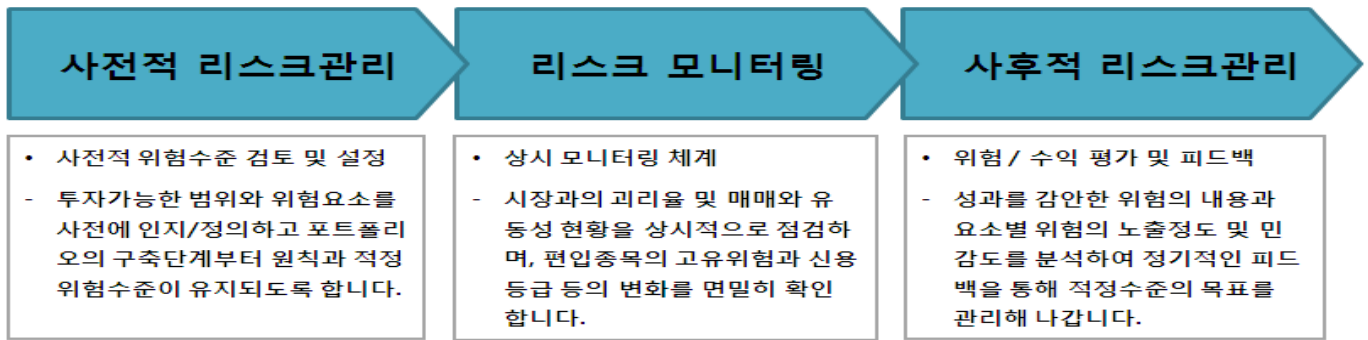 사전적 리스크관리
• 사전적 위험수준 검토 및 설정
- 투자가능한 범위와 위험요소를
사전에 인지/정의하고 포트폴리
오의 구축단계부터 원칙과 적정
위험수준이 유지되도록 합니다.
리스크 모니터링
• 상시 모니터링 체계
- 시장과의 괴리율 및 매매와 유
동성 현황을 상시적으로 점검하
며, 편입종목의 고유위험과 신용
등급 등의 변화를 면밀히 확인
합니다.
사후적 리스크관리
• 위험 / 수익 평가 및 피드백
- 성과를 감안한 위험의 내용과
요소별 위험의 노출정도 및 민
감도를 분석하여 정기적인 피드
백을 통해 적정수준의 목표를
관리해 나갑니다.